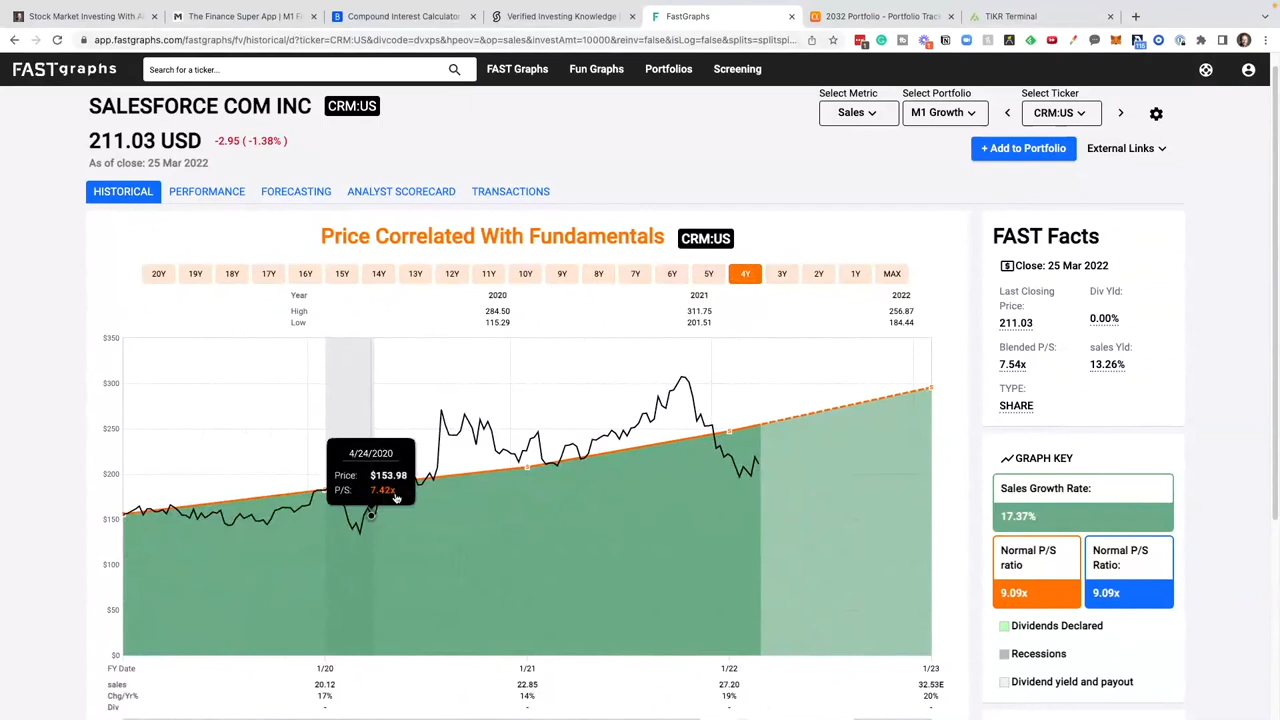 Stock Market Investing With Al
The Finance Super App | M1 Fi
Compound Interest Calculator
Verified Investing Knowledge
FastGraphs
2032 Portfolio - Portfolio Track
TIKR Terminal
app.fastgraphs.com/fastgraphs/fv/historical/d?ticker=CRM:US&divcode=dvxps&hpeov=&op=sales&investAmt=10000&reinv=false&isLog=false&splits=splitspi...
FASTgraphs
Search for a ticker...
FAST Graphs
Fun Graphs
Portfolios
Screening
SALESFORCE COM INC CRM:US
211.03 USD -2.95 ( -1.38%)
As of close: 25 Mar 2022
Select Metric
Select Portfolio
Select Ticker
Sales
M1 Growth
CRM:US
+ Add to Portfolio
External Links
HISTORICAL
PERFORMANCE
FORECASTING
ANALYST SCORECARD
TRANSACTIONS
Price Correlated With Fundamentals CRM:US
20Y 19Y 18Y 17Y 16Y 15Y 14Y 13Y 12Y 11Y 10Y 9Y 8Y 7Y 6Y 5Y 4Y 3Y 2Y 1Y MAX
Year 2020 2021 2022
High 284.50 311.75 256.87
Low 115.29 201.51 184.44
$350
$300
$250
$200
$150
$100
$50
$0
4/24/2020
Price: $153.98
P/S: 7.42x
FY Date 1/20 1/21 1/22 1/23
sales 20.12 22.85 27.20 32.53E
Chg/Yr% 17% 14% 19% 20%
Div - - - -
FAST Facts
Close: 25 Mar 2022
Last Closing
Price:
211.03
Div Yld:
0.00%
Blended P/S:
7.54x
sales Yld:
13.26%
TYPE:
SHARE
GRAPH KEY
Sales Growth Rate:
17.37%
Normal P/S
ratio
9.09x
Normal P/S
Ratio:
9.09x
Dividends Declared
Recessions
Dividend yield and payout